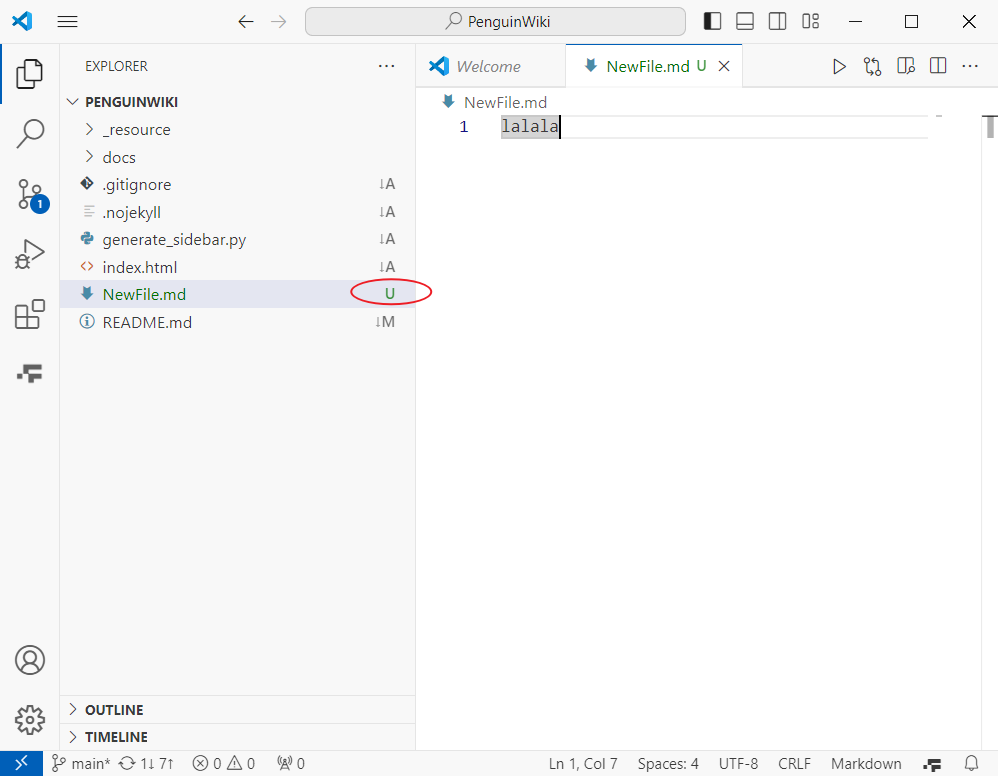 PenguinWiki
EXPLORER
PENGUINWIKI
_resource
docs
.gitignore ↓A
.nojekyll ↓A
generate_sidebar.py ↓A
index.html ↓A
NewFile.md U
README.md ↓M
OUTLINE
TIMELINE
Welcome
NewFile.md U
NewFile.md
1 lalala
1
main* 1↓ 7↑ 0 0 0 Ln 1, Col 7 Spaces: 4 UTF-8 CRLF Markdown